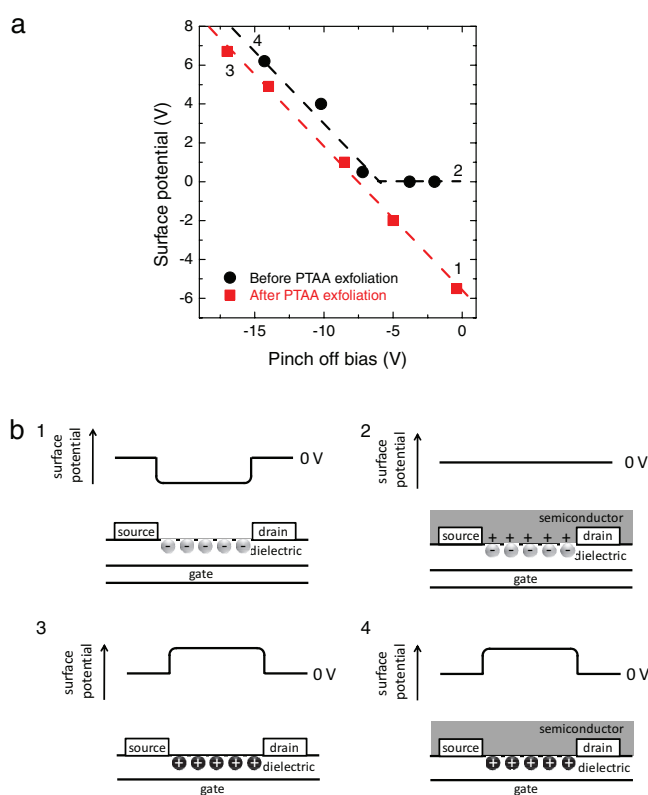 a
8
6
4
2
0
-2
-4
-6
Surface potential (V)
4
3
2
1
Before PTAA exfoliation
After PTAA exfoliation
-15 -10 -5 0
Pinch off bias (V)
b
1
surface
potential
0 V
source drain
- - - - -
dielectric
gate
2
surface
potential
0 V
semiconductor
source + + + + + drain
- - - - -
dielectric
gate
3
surface
potential
0 V
source drain
+ + + + +
dielectric
gate
4
surface
potential
0 V
semiconductor
source drain
+ + + + +
dielectric
gate